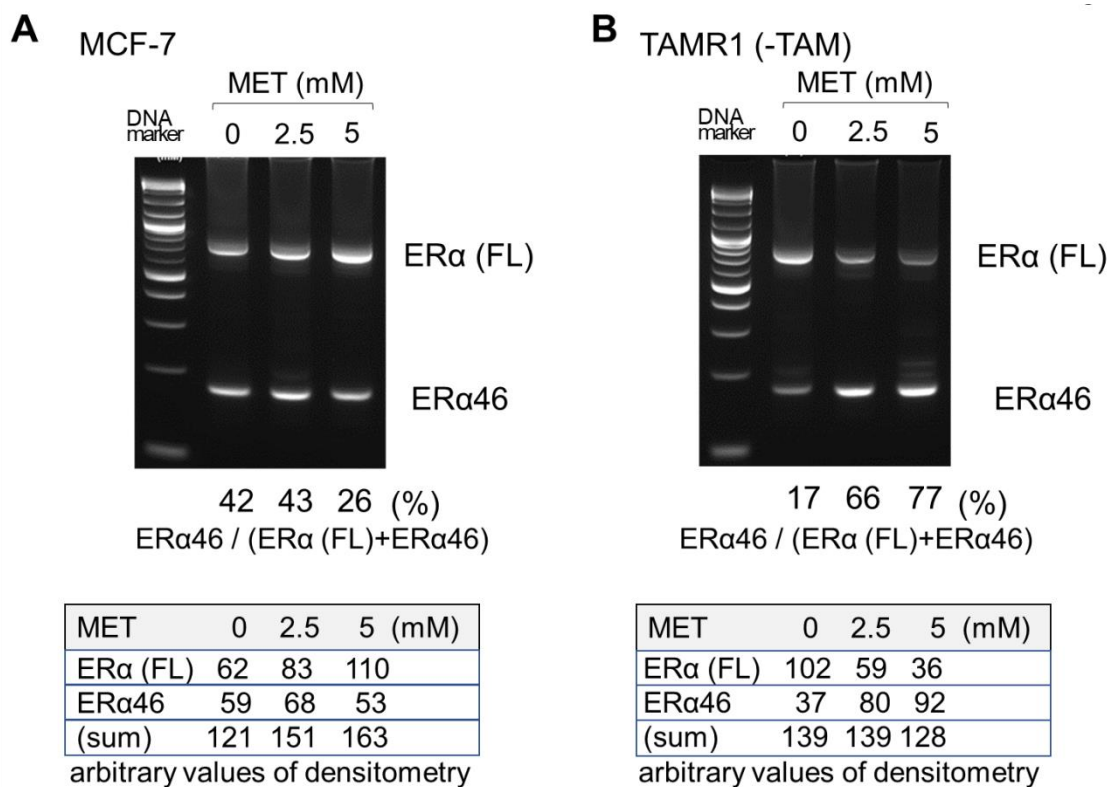 A MCF-7
MET (mM)
DNA
marker 0 2.5 5
ERα (FL)
ERα46
42 43 26 (%)
ERα46 / (ERα (FL)+ERα46)
MET 0 2.5 5 (mM)
ERα (FL) 62 83 110
ERα46 59 68 53
(sum) 121 151 163
arbitrary values of densitometry
B TAMR1 (-TAM)
MET (mM)
DNA
marker 0 2.5 5
ERα (FL)
ERα46
17 66 77 (%)
ERα46 / (ERα (FL)+ERα46)
MET 0 2.5 5 (mM)
ERα (FL) 102 59 36
ERα46 37 80 92
(sum) 139 139 128
arbitrary values of densitometry